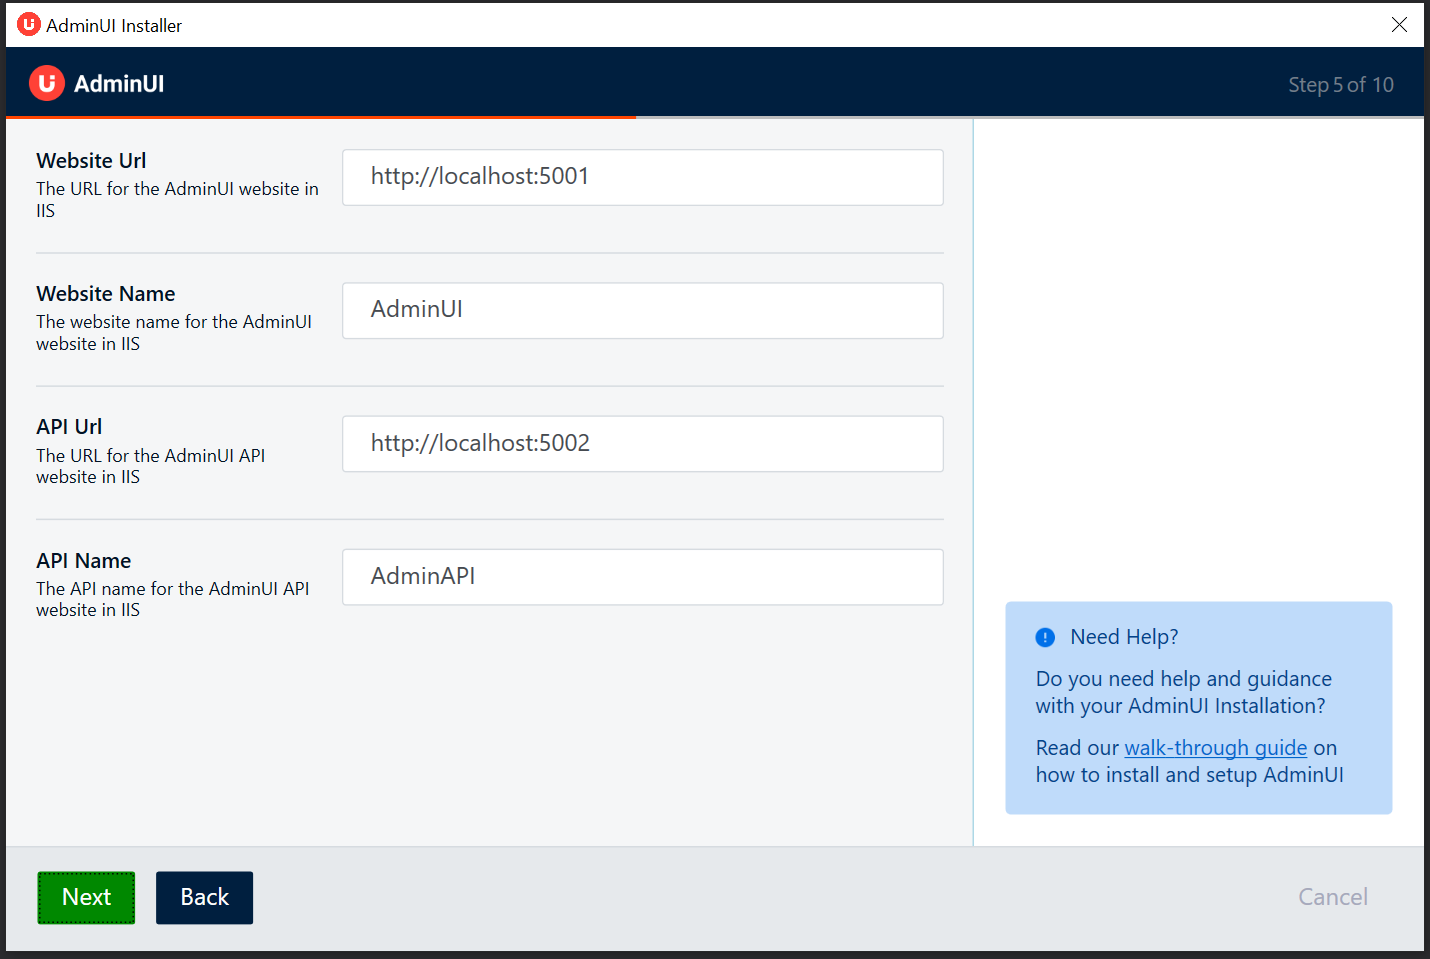 AdminUI Installer
AdminUI
Step 5 of 10
Website Url
The URL for the AdminUI website in
IIS
http://localhost:5001
Website Name
The website name for the AdminUI
website in IIS
AdminUI
API Url
The URL for the AdminUI API
website in IIS
http://localhost:5002
API Name
The API name for the AdminUI API
website in IIS
AdminAPI
Need Help?
Do you need help and guidance
with your AdminUI Installation?
Read our walk-through guide on
how to install and setup AdminUI
Next
Back
Cancel